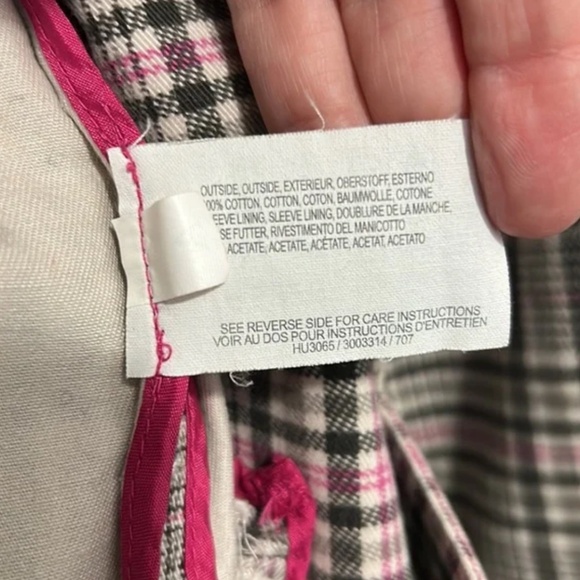 OUTSIDE, OUTSIDE, EXTERIEUR, OBERSTOFF, ESTERNO
100% COTTON, COTTON, COTON, BAUMWOLLE, COTONE
EEVE LINING, SLEEVE LINING, DOUBLURE DE LA MANCHE,
SE FUTTER, RIVESTIMENTO DEL MANICOTTO
ACETATE, ACETATE, ACÉTATE, ACETAT, ACETATO
SEE REVERSE SIDE FOR CARE INSTRUCTIONS
VOIR AU DOS POUR INSTRUCTIONS D'ENTRETIEN
HU3065 / 3003314 / 707